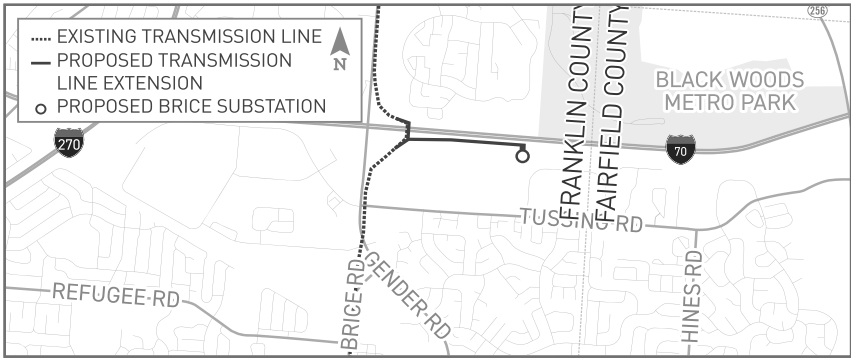 EXISTING TRANSMISSION LINE
PROPOSED TRANSMISSION
LINE EXTENSION
PROPOSED BRICE SUBSTATION
N
256
FRANKLIN COUNTY
FAIRFIELD COUNTY
BLACK WOODS
METRO PARK
270
70
TUSSING RD
REFUGEE RD
BRICE RD
GENDER RD
HINES RD